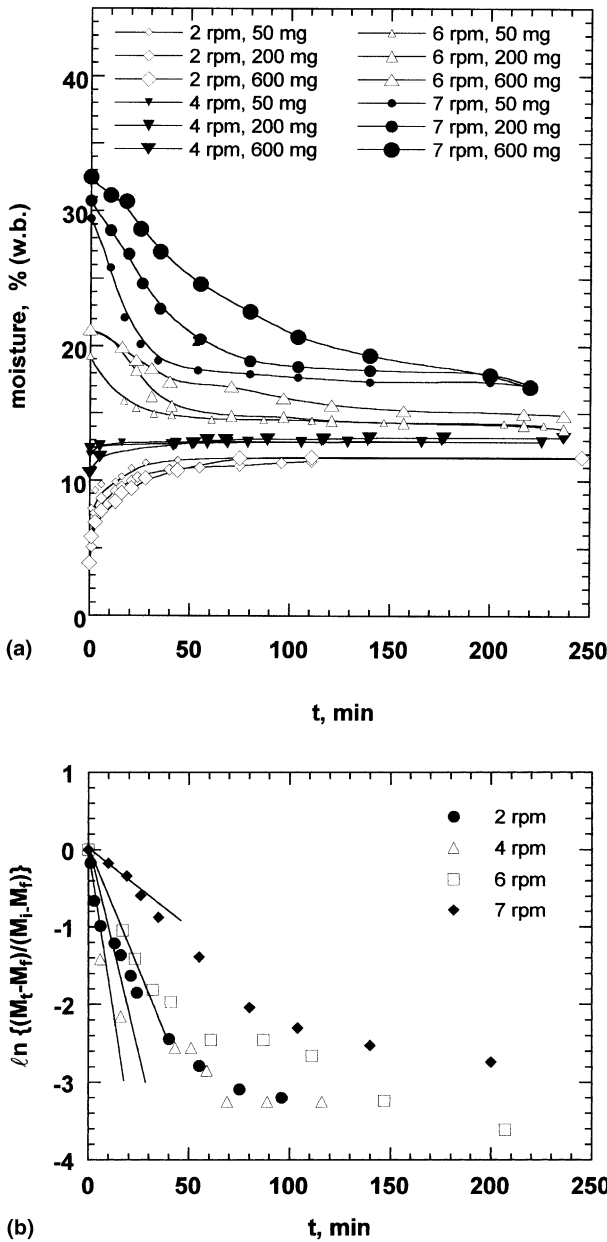 2 rpm, 50 mg
2 rpm, 200 mg
2 rpm, 600 mg
4 rpm, 50 mg
4 rpm, 200 mg
4 rpm, 600 mg
6 rpm, 50 mg
6 rpm, 200 mg
6 rpm, 600 mg
7 rpm, 50 mg
7 rpm, 200 mg
7 rpm, 600 mg
moisture, % (w.b.)
40
30
20
10
0
0 50 100 150 200 250
t, min
(a)
2 rpm
4 rpm
6 rpm
7 rpm
ℓn {(Mt-Mf)/(Mi-Mf)}
1
0
-1
-2
-3
-4
0 50 100 150 200 250
t, min
(b)